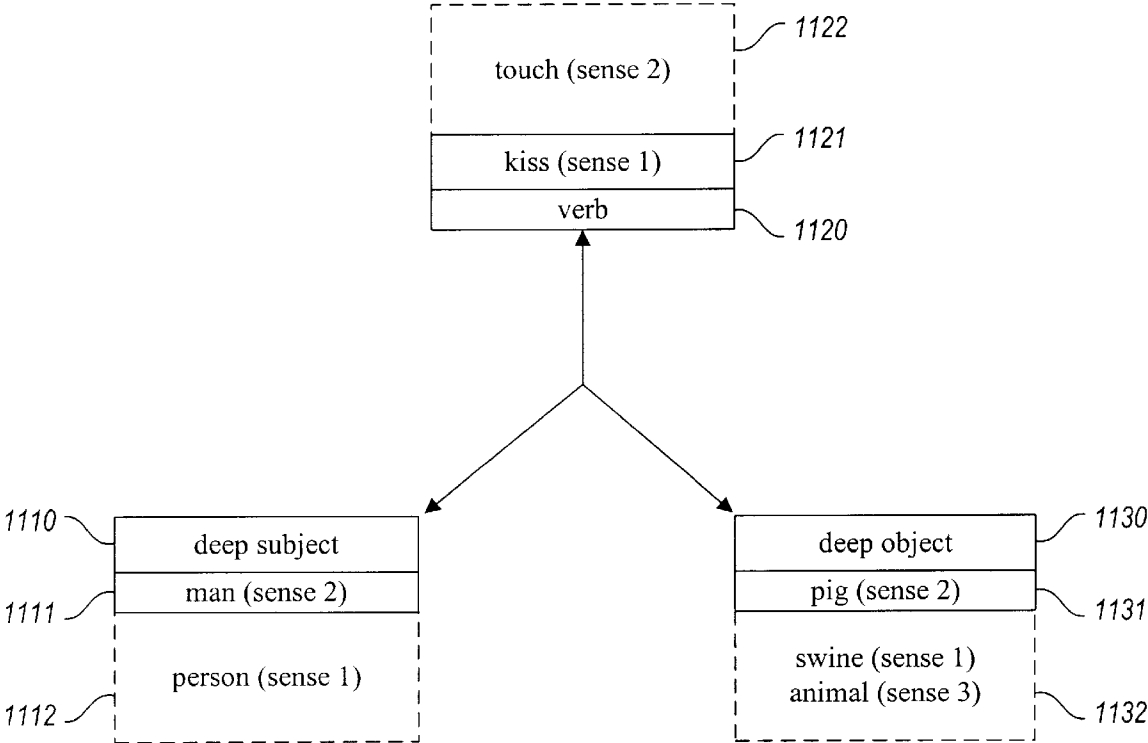 touch (sense 2)
1122
kiss (sense 1)
1121
verb
1120
1110
deep subject
man (sense 2)
1111
person (sense 1)
1112
deep object
1130
pig (sense 2)
1131
swine (sense 1)
animal (sense 3)
1132